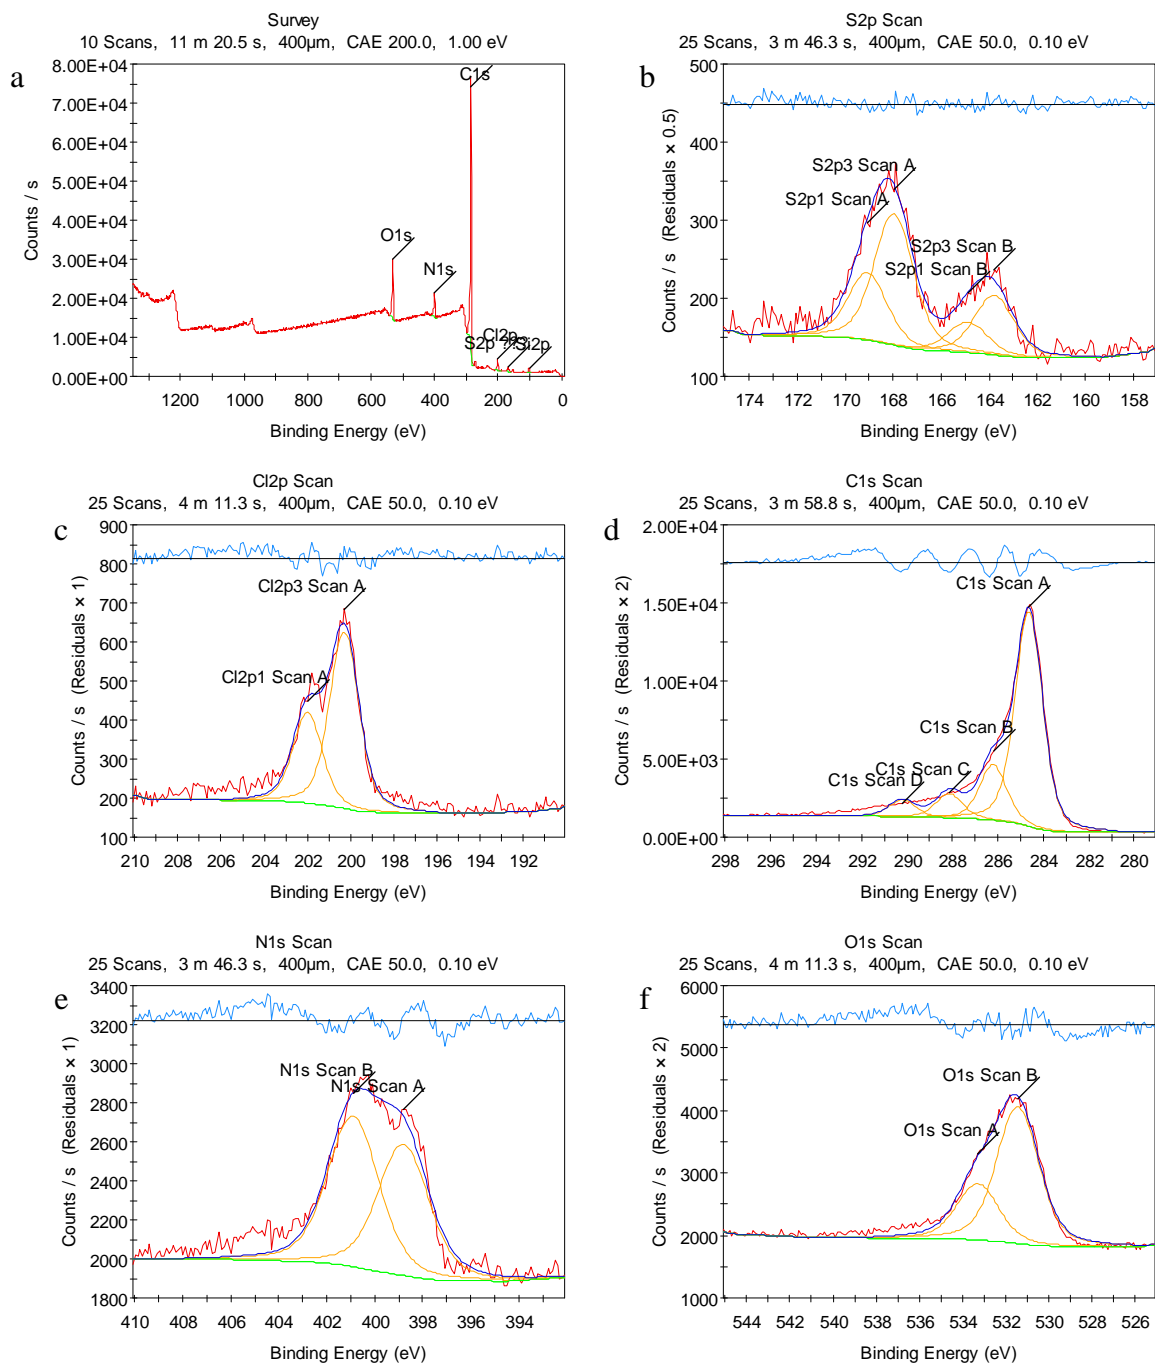 a
Survey
10 Scans, 11 m 20.5 s, 400µm, CAE 200.0, 1.00 eV
8.00E+04
7.00E+04
6.00E+04
5.00E+04
4.00E+04
3.00E+04
2.00E+04
1.00E+04
0.00E+00
Counts / s
C1s
O1s
N1s
Cl2p
S2p ??Si2p
1200 1000 800 600 400 200 0
Binding Energy (eV)
b
S2p Scan
25 Scans, 3 m 46.3 s, 400µm, CAE 50.0, 0.10 eV
500
400
300
200
100
Counts / s (Residuals × 0.5)
S2p3 Scan A
S2p1 Scan A
S2p3 Scan B
S2p1 Scan B
174 172 170 168 166 164 162 160 158
Binding Energy (eV)
c
Cl2p Scan
25 Scans, 4 m 11.3 s, 400µm, CAE 50.0, 0.10 eV
900
800
700
600
500
400
300
200
100
Counts / s (Residuals × 1)
Cl2p3 Scan A
Cl2p1 Scan A
210 208 206 204 202 200 198 196 194 192
Binding Energy (eV)
d
C1s Scan
25 Scans, 3 m 58.8 s, 400µm, CAE 50.0, 0.10 eV
2.00E+04
1.50E+04
1.00E+04
5.00E+03
0.00E+00
Counts / s (Residuals × 2)
C1s Scan A
C1s Scan B
C1s Scan C
C1s Scan D
298 296 294 292 290 288 286 284 282 280
Binding Energy (eV)
e
N1s Scan
25 Scans, 3 m 46.3 s, 400µm, CAE 50.0, 0.10 eV
3400
3200
3000
2800
2600
2400
2200
2000
1800
Counts / s (Residuals × 1)
N1s Scan B
N1s Scan A
410 408 406 404 402 400 398 396 394
Binding Energy (eV)
f
O1s Scan
25 Scans, 4 m 11.3 s, 400µm, CAE 50.0, 0.10 eV
6000
5000
4000
3000
2000
1000
Counts / s (Residuals × 2)
O1s Scan B
O1s Scan A
544 542 540 538 536 534 532 530 528 526
Binding Energy (eV)